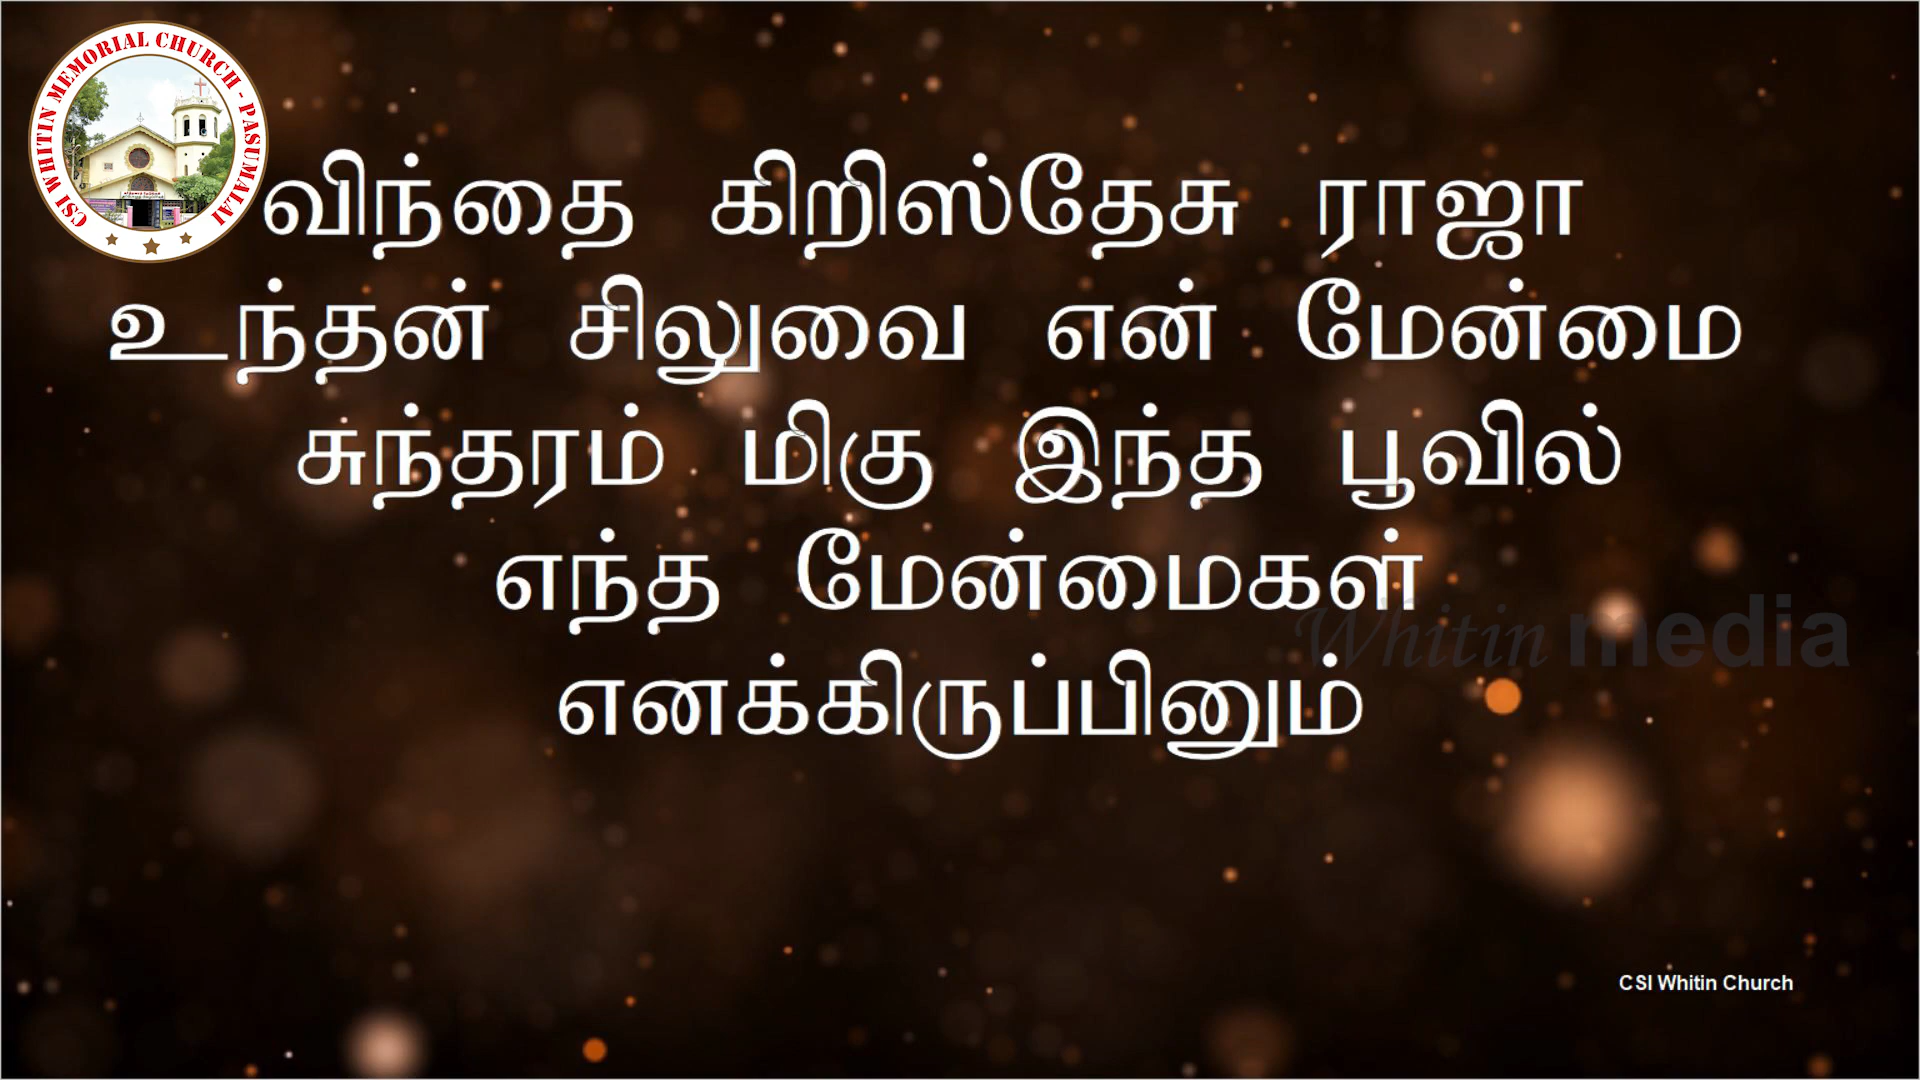 CSI WHITIN MEMORIAL CHURCH - PASUMALAI
விந்தை கிறிஸ்தேசு ராஜா
உந்தன் சிலுவை என் மேன்மை
சுந்தரம் மிகு இந்த பூவில்
எந்த மேன்மைகள்
எனக்கிருப்பினும்
Whitin media
CSI Whitin Church